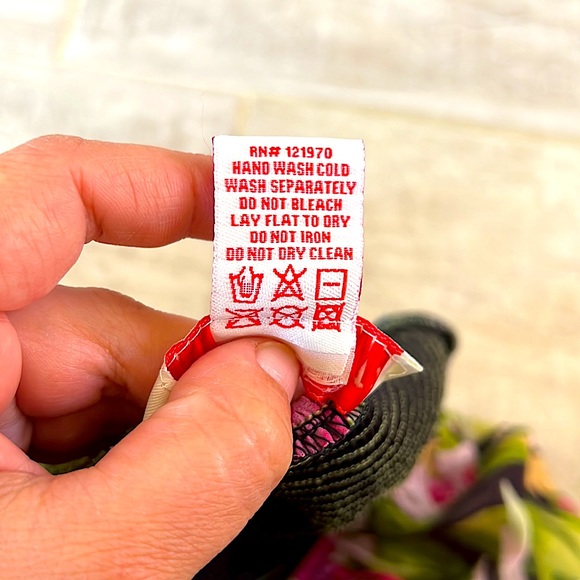 RN# 121970
HAND WASH COLD
WASH SEPARATELY
DO NOT BLEACH
LAY FLAT TO DRY
DO NOT IRON
DO NOT DRY CLEAN